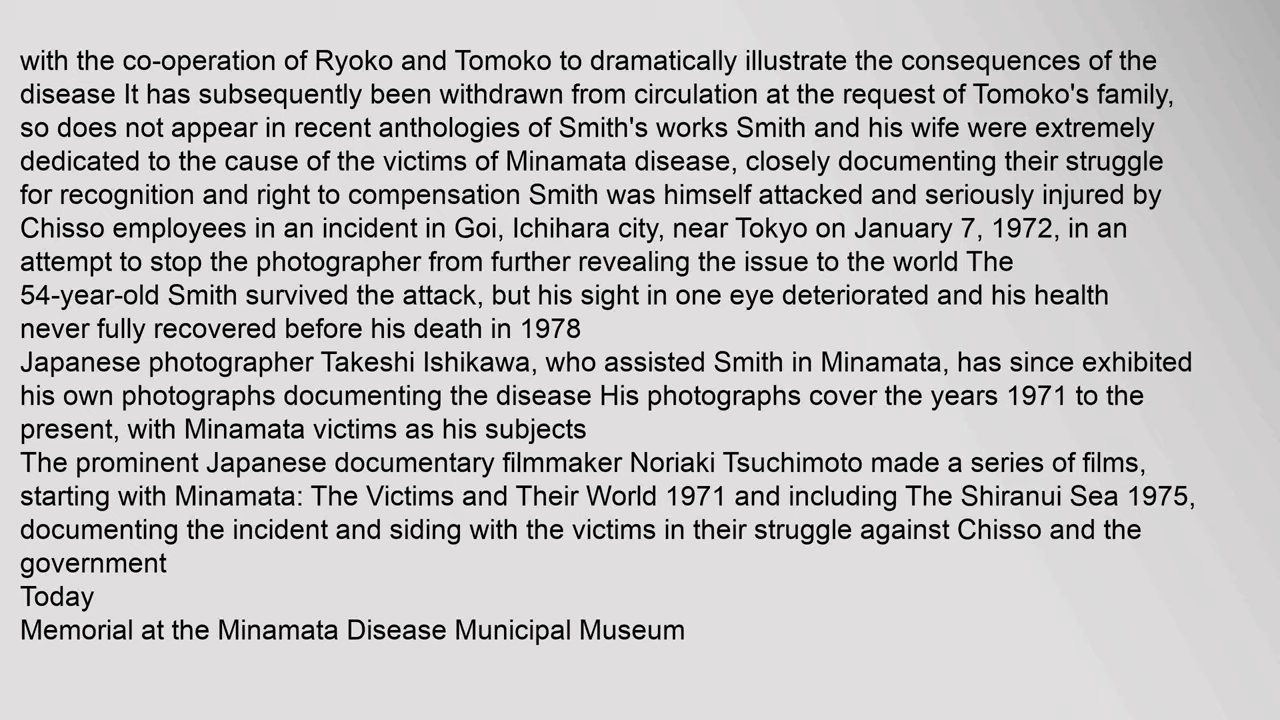 with the co-operation of Ryoko and Tomoko to dramatically illustrate the consequences of the
disease It has subsequently been withdrawn from circulation at the request of Tomoko's family,
so does not appear in recent anthologies of Smith's works Smith and his wife were extremely
dedicated to the cause of the victims of Minamata disease, closely documenting their struggle
for recognition and right to compensation Smith was himself attacked and seriously injured by
Chisso employees in an incident in Goi, Ichihara city, near Tokyo on January 7, 1972, in an
attempt to stop the photographer from further revealing the issue to the world The
54-year-old Smith survived the attack, but his sight in one eye deteriorated and his health
never fully recovered before his death in 1978
Japanese photographer Takeshi Ishikawa, who assisted Smith in Minamata, has since exhibited
his own photographs documenting the disease His photographs cover the years 1971 to the
present, with Minamata victims as his subjects
The prominent Japanese documentary filmmaker Noriaki Tsuchimoto made a series of films,
starting with Minamata: The Victims and Their World 1971 and including The Shiranui Sea 1975,
documenting the incident and siding with the victims in their struggle against Chisso and the
government
Today
Memorial at the Minamata Disease Municipal Museum